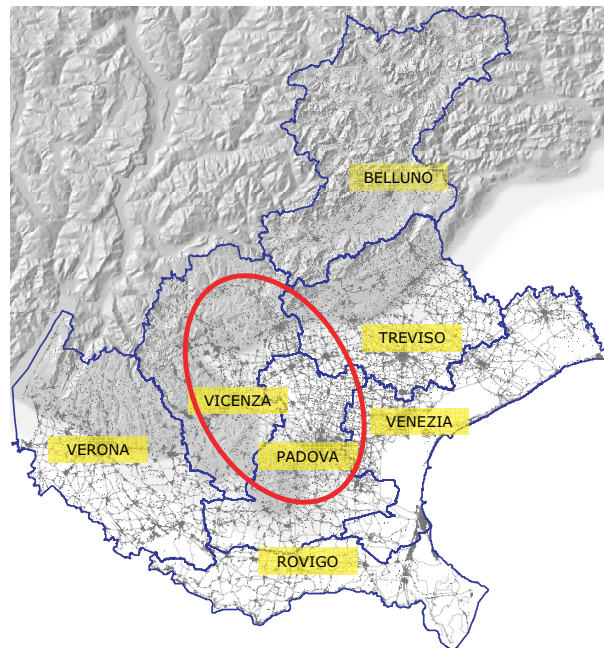 BELLUNO
TREVISO
VICENZA
VENEZIA
VERONA
PADOVA
ROVIGO